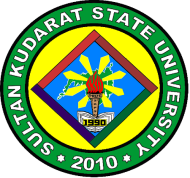 SULTAN KUDARAT STATE UNIVERSITY
1990
• 2010 •